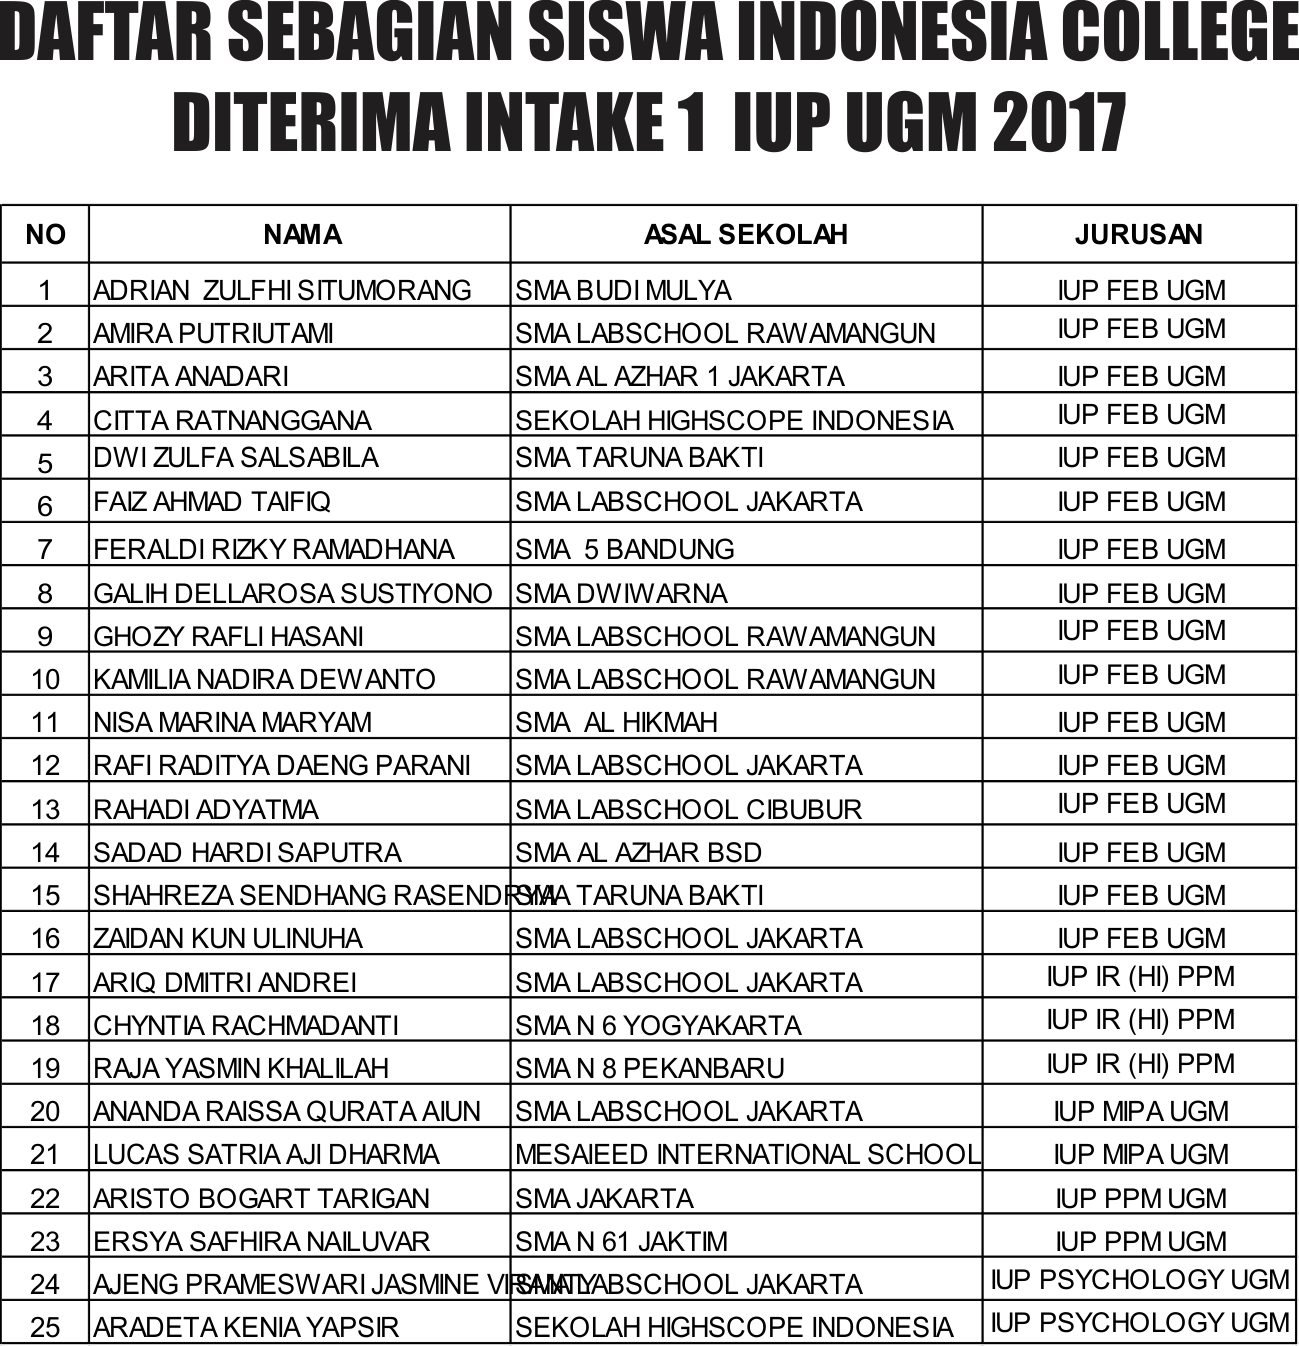 DAFTAR SEBAGIAN SISWA INDONESIA COLLEGE
DITERIMA INTAKE 1 IUP UGM 2017
NO NAMA ASAL SEKOLAH JURUSAN
1 ADRIAN ZULFHI SITUMORANG SMA BUDI MULYA IUP FEB UGM
2 AMIRA PUTRIUTAMI SMA LABSCHOOL RAWAMANGUN IUP FEB UGM
3 ARITA ANADARI SMA AL AZHAR 1 JAKARTA IUP FEB UGM
4 CITTA RATNANGGANA SEKOLAH HIGHSCOPE INDONESIA IUP FEB UGM
5 DWI ZULFA SALSABILA SMA TARUNA BAKTI IUP FEB UGM
6 FAIZ AHMAD TAIFIQ SMA LABSCHOOL JAKARTA IUP FEB UGM
7 FERALDI RIZKY RAMADHANA SMA 5 BANDUNG IUP FEB UGM
8 GALIH DELLAROSA SUSTIYONO SMA DWIWARNA IUP FEB UGM
9 GHOZY RAFLI HASANI SMA LABSCHOOL RAWAMANGUN IUP FEB UGM
10 KAMILIA NADIRA DEWANTO SMA LABSCHOOL RAWAMANGUN IUP FEB UGM
11 NISA MARINA MARYAM SMA AL HIKMAH IUP FEB UGM
12 RAFI RADITYA DAENG PARANI SMA LABSCHOOL JAKARTA IUP FEB UGM
13 RAHADI ADYATMA SMA LABSCHOOL CIBUBUR IUP FEB UGM
14 SADAD HARDI SAPUTRA SMA AL AZHAR BSD IUP FEB UGM
15 SHAHREZA SENDHANG RASENDRYA SMA TARUNA BAKTI IUP FEB UGM
16 ZAIDAN KUN ULINUHA SMA LABSCHOOL JAKARTA IUP FEB UGM
17 ARIQ DMITRI ANDREI SMA LABSCHOOL JAKARTA IUP IR (HI) PPM
18 CHYNTIA RACHMADANTI SMA N 6 YOGYAKARTA IUP IR (HI) PPM
19 RAJA YASMIN KHALILAH SMA N 8 PEKANBARU IUP IR (HI) PPM
20 ANANDA RAISSA QURATA AIUN SMA LABSCHOOL JAKARTA IUP MIPA UGM
21 LUCAS SATRIA AJI DHARMA MESAIEED INTERNATIONAL SCHOOL IUP MIPA UGM
22 ARISTO BOGART TARIGAN SMA JAKARTA IUP PPM UGM
23 ERSYA SAFHIRA NAILUVAR SMA N 61 JAKTIM IUP PPM UGM
24 AJENG PRAMESWARI JASMINE SMA LABSCHOOL JAKARTA IUP PSYCHOLOGY UGM
25 ARADETA KENIA YAPSIR SEKOLAH HIGHSCOPE INDONESIA IUP PSYCHOLOGY UGM